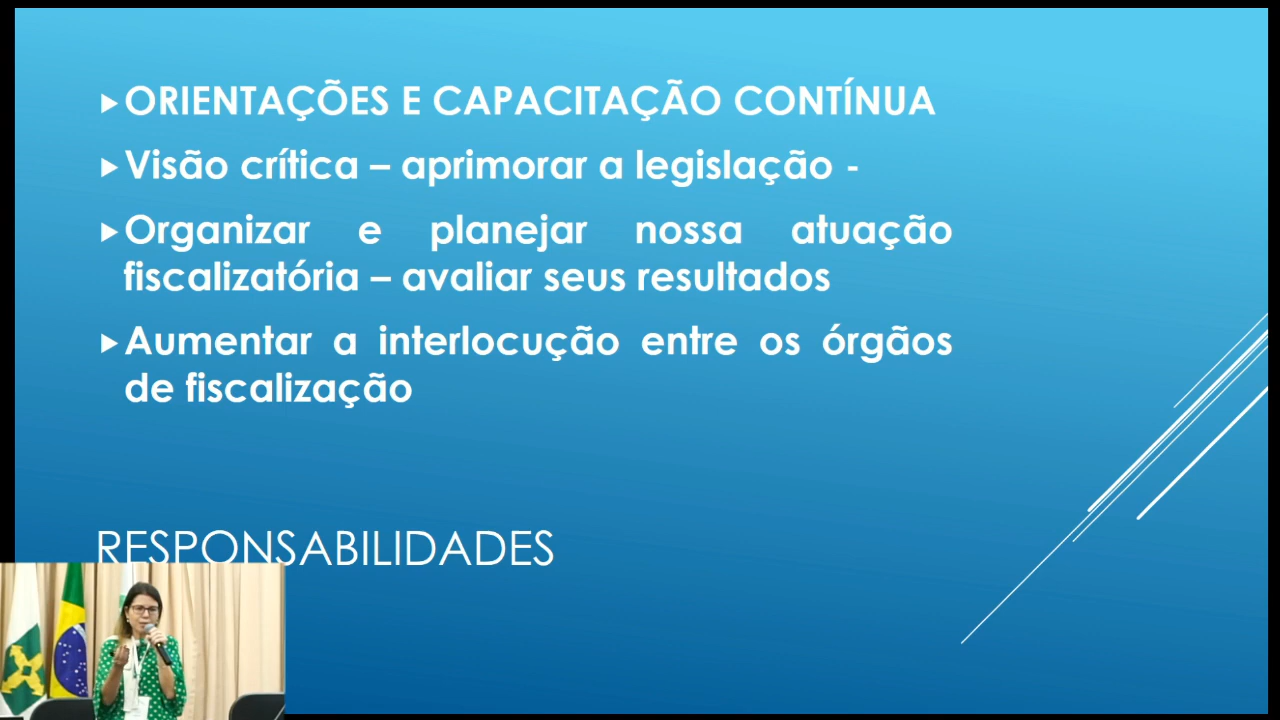 ORIENTAÇÕES E CAPACITAÇÃO CONTÍNUA
Visão crítica – aprimorar a legislação -
Organizar e planejar nossa atuação
fiscalizatória – avaliar seus resultados
Aumentar a interlocução entre os órgãos
de fiscalização
RESPONSABILIDADES